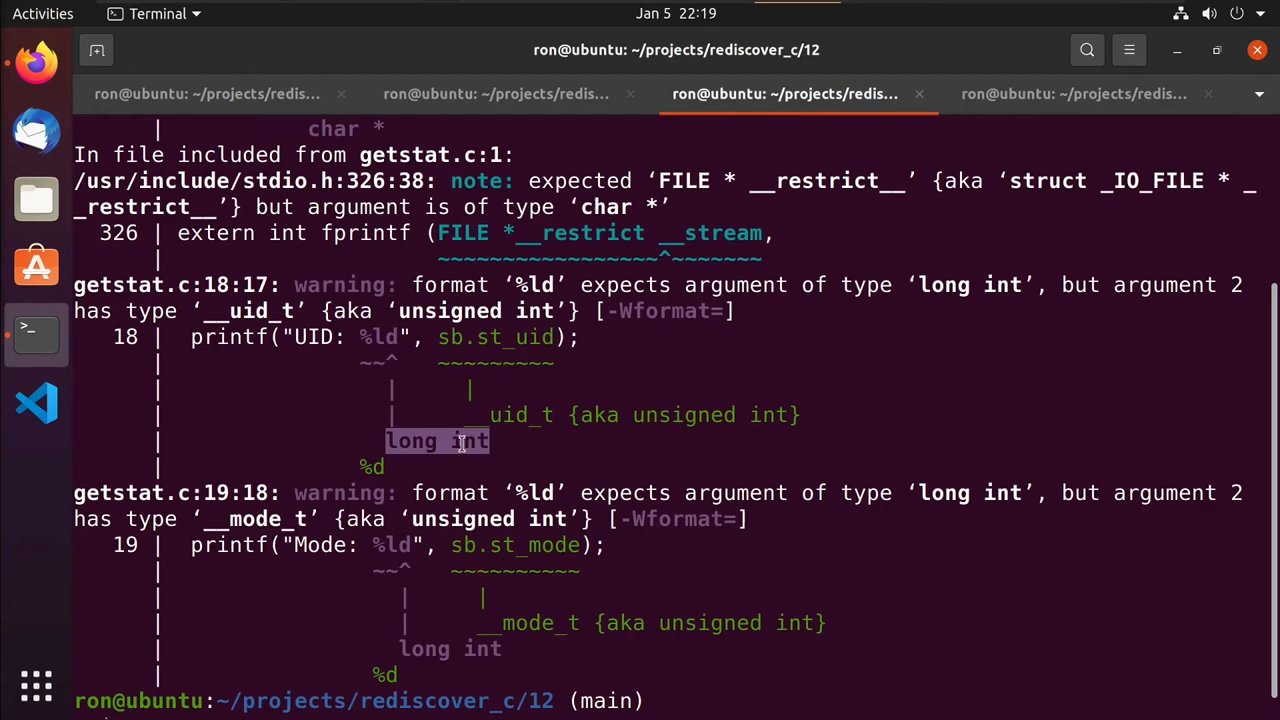 Activities
Terminal
Jan 5 22:19
ron@ubuntu: ~/projects/rediscover_c/12
ron@ubuntu: ~/projects/redis...
ron@ubuntu: ~/projects/redis...
ron@ubuntu: ~/projects/redis...
ron@ubuntu: ~/projects/redis...
| char *
In file included from getstat.c:1:
/usr/include/stdio.h:326:38: note: expected ‘FILE * __restrict__’ {aka ‘struct _IO_FILE * _
_restrict__’} but argument is of type ‘char *’
326 | extern int fprintf (FILE *__restrict __stream,
| ~~~~~~~~~~~~~~~~~^~~~~~~~
getstat.c:18:17: warning: format ‘%ld’ expects argument of type ‘long int’, but argument 2
has type ‘__uid_t’ {aka ‘unsigned int’} [-Wformat=]
18 | printf("UID: %ld", sb.st_uid);
| ~~^ ~~~~~~~~~
| | |
| | __uid_t {aka unsigned int}
| long int
| %d
getstat.c:19:18: warning: format ‘%ld’ expects argument of type ‘long int’, but argument 2
has type ‘__mode_t’ {aka ‘unsigned int’} [-Wformat=]
19 | printf("Mode: %ld", sb.st_mode);
| ~~^ ~~~~~~~~~~
| | |
| | __mode_t {aka unsigned int}
| long int
| %d
ron@ubuntu:~/projects/rediscover_c/12 (main)